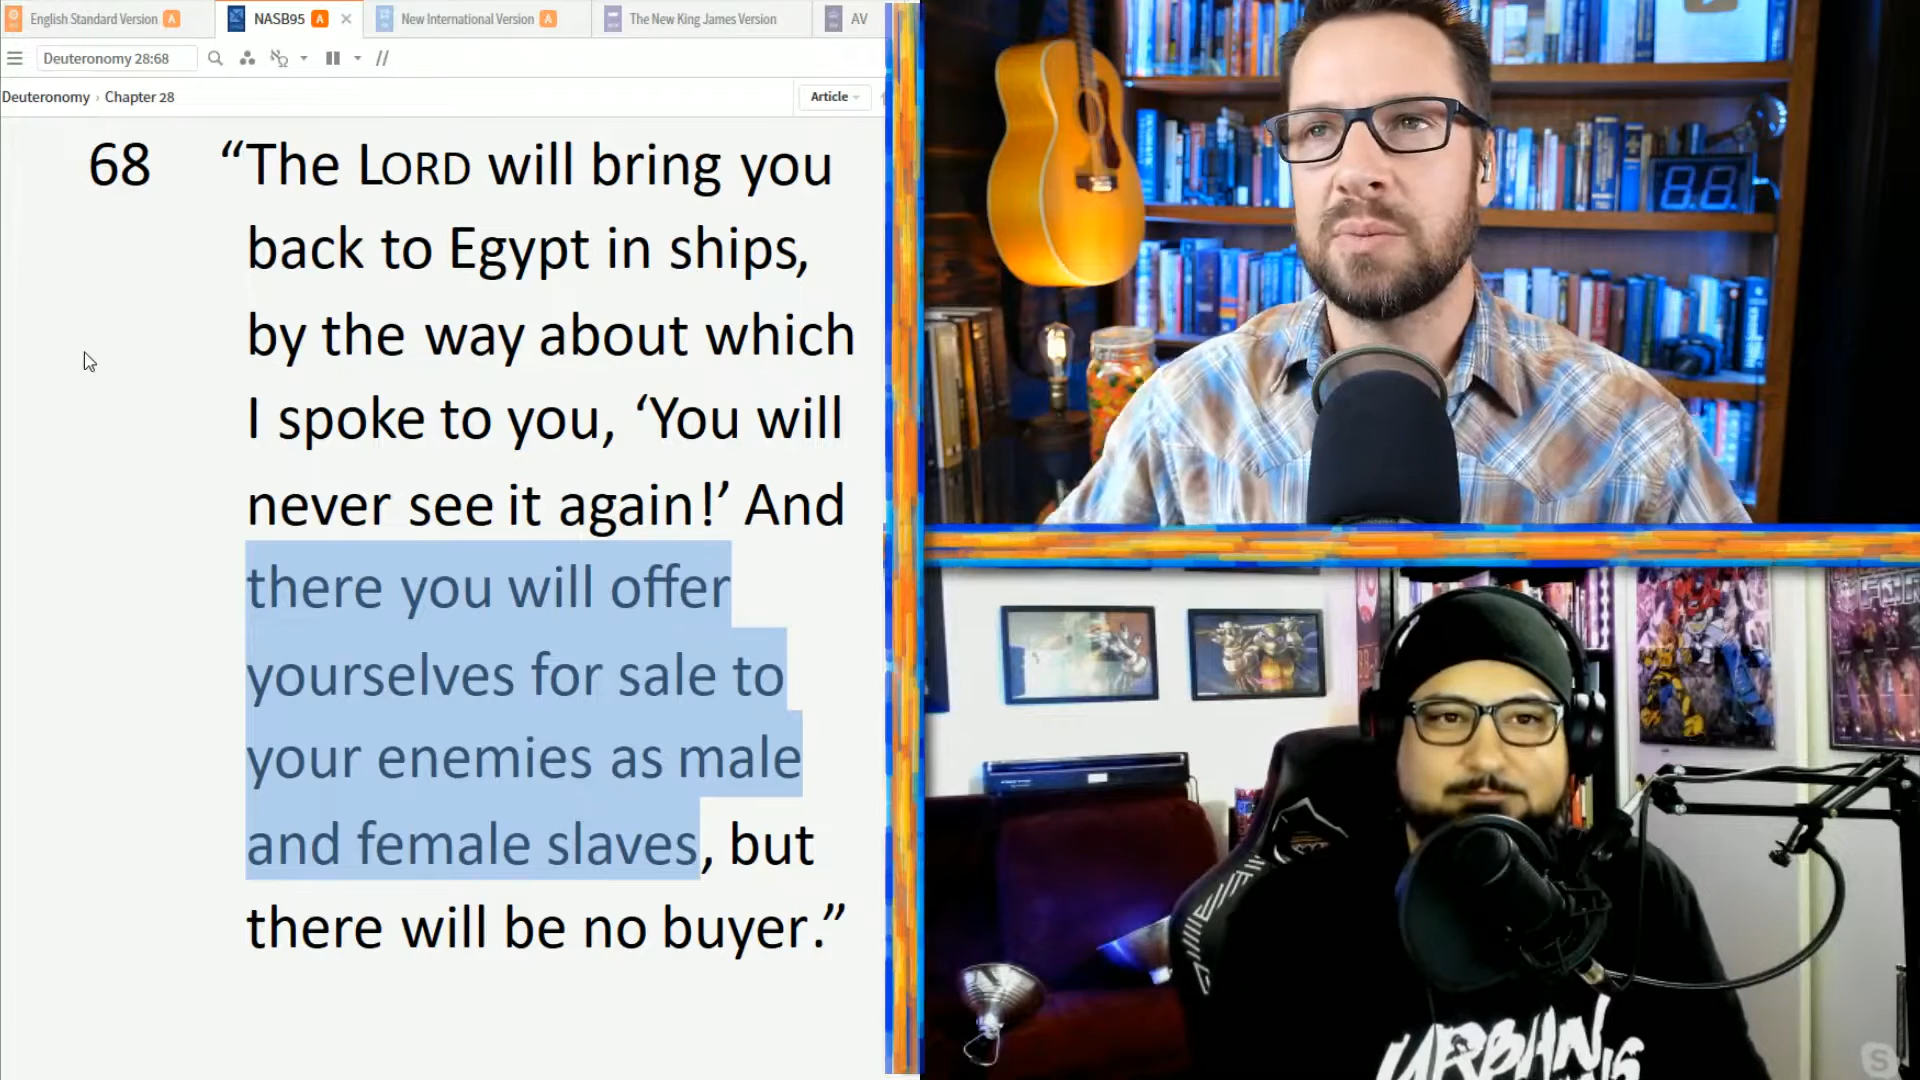 English Standard Version A
NASB95 A
New International Version A
The New King James Version
AV
Deuteronomy 28:68
Deuteronomy › Chapter 28
Article
68 “The LORD will bring you
back to Egypt in ships,
by the way about which
I spoke to you, ‘You will
never see it again!’ And
there you will offer
yourselves for sale to
your enemies as male
and female slaves, but
there will be no buyer.”
88
URBAN
S